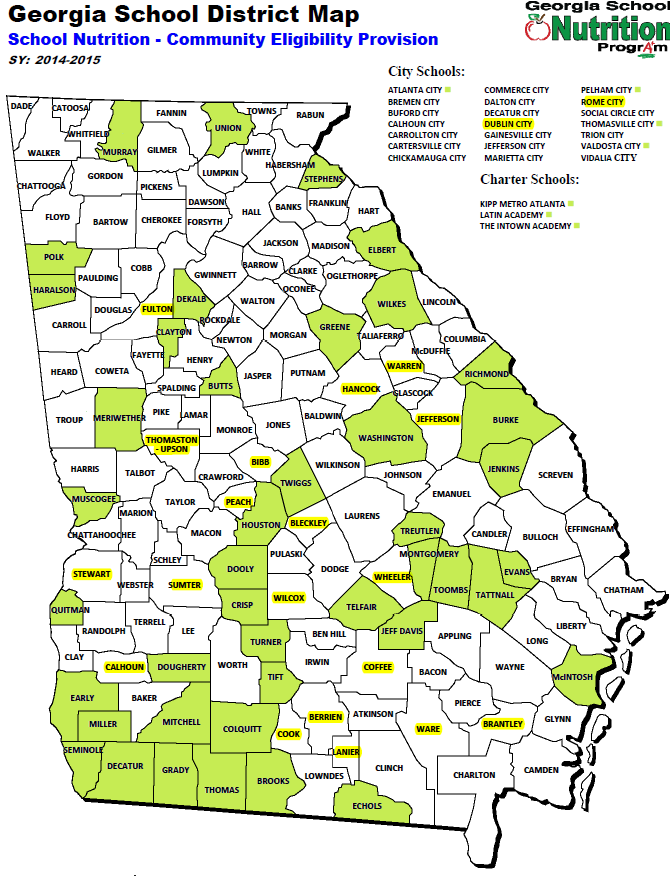 Georgia School District Map
School Nutrition - Community Eligibility Provision
SY: 2014-2015
Georgia School
Nutrition
Program
City Schools:
ATLANTA CITY
BREMEN CITY
BUFORD CITY
CALHOUN CITY
CARROLLTON CITY
CARTERSVILLE CITY
CHICKAMAUGA CITY
COMMERCE CITY
DALTON CITY
DECATUR CITY
DUBLIN CITY
GAINESVILLE CITY
JEFFERSON CITY
MARIETTA CITY
PELHAM CITY
ROME CITY
SOCIAL CIRCLE CITY
THOMASVILLE CITY
TRION CITY
VALDOSTA CITY
VIDALIA CITY
Charter Schools:
KIPP METRO ATLANTA
LATIN ACADEMY
THE INTOWN ACADEMY
DADE
CATOOSA
FANNIN
TOWNS
RABUN
UNION
WHITFIELD
MURRAY
GILMER
WHITE
WALKER
HABERSHAM
LUMPKIN
STEPHENS
GORDON
CHATTOOGA
PICKENS
DAWSON
BANKS
FRANKLIN
HART
FLOYD
BARTOW
CHEROKEE
FORSYTH
HALL
JACKSON
MADISON
ELBERT
POLK
PAULDING
COBB
GWINNETT
BARROW
CLARKE
OGLETHORPE
OCONEE
HARALSON
DOUGLAS
FULTON
DEKALB
WALTON
WILKES
LINCOLN
CARROLL
CLAYTON
ROCKDALE
NEWTON
MORGAN
GREENE
TALIAFERRO
COLUMBIA
McDUFFIE
FAYETTE
HENRY
WARREN
HEARD
COWETA
SPALDING
BUTTS
JASPER
PUTNAM
HANCOCK
GLASCOCK
RICHMOND
TROUP
MERIWETHER
PIKE
LAMAR
MONROE
JONES
BALDWIN
WASHINGTON
JEFFERSON
BURKE
THOMASTON
- UPSON
BIBB
WILKINSON
JENKINS
SCREVEN
HARRIS
TALBOT
CRAWFORD
TWIGGS
JOHNSON
EMANUEL
MUSCOGEE
TAYLOR
PEACH
MARION
HOUSTON
BLECKLEY
LAURENS
CHATTAHOOCHEE
MACON
TREUTLEN
CANDLER
BULLOCH
EFFINGHAM
SCHLEY
PULASKI
MONTGOMERY
STEWART
WEBSTER
SUMTER
DOOLY
DODGE
WHEELER
TOOMBS
TATTNALL
EVANS
BRYAN
CHATHAM
QUITMAN
CRISP
WILCOX
TELFAIR
RANDOLPH
TERRELL
LEE
TURNER
BEN HILL
JEFF DAVIS
APPLING
LONG
LIBERTY
CLAY
CALHOUN
DOUGHERTY
WORTH
TIFT
IRWIN
COFFEE
BACON
WAYNE
McINTOSH
EARLY
BAKER
MILLER
MITCHELL
COLQUITT
COOK
BERRIEN
ATKINSON
WARE
PIERCE
BRANTLEY
GLYNN
SEMINOLE
DECATUR
GRADY
THOMAS
BROOKS
LOWNDES
LANIER
CLINCH
CHARLTON
CAMDEN
ECHOLS